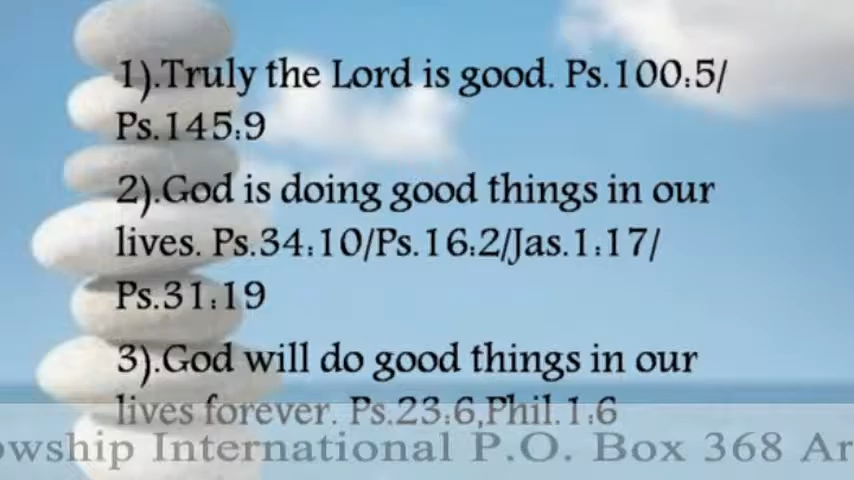 1).Truly the Lord is good. Ps.100:5/
Ps.145:9
2).God is doing good things in our
lives. Ps.34:10/Ps.16:2/Jas.1:17/
Ps.31:19
3).God will do good things in our
lives forever. Ps.23:6,Phil.1:6
International P.O. Box 368